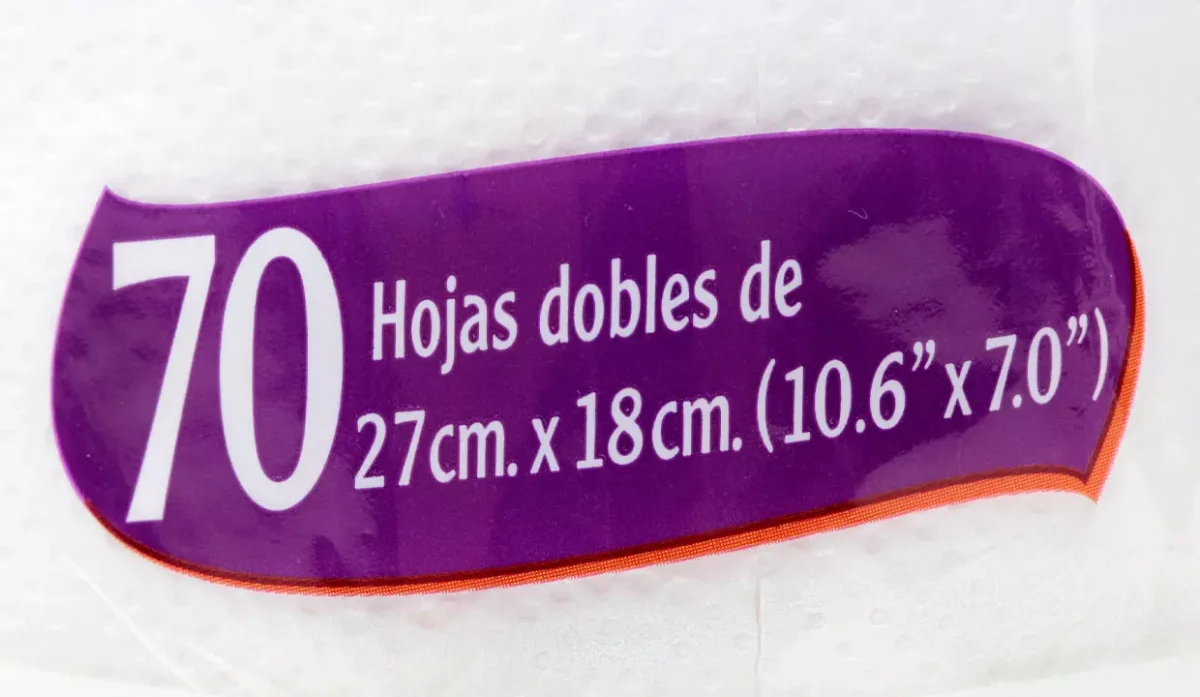 70 Hojas dobles de
27cm. x 18cm. (10.6” x 7.0”)